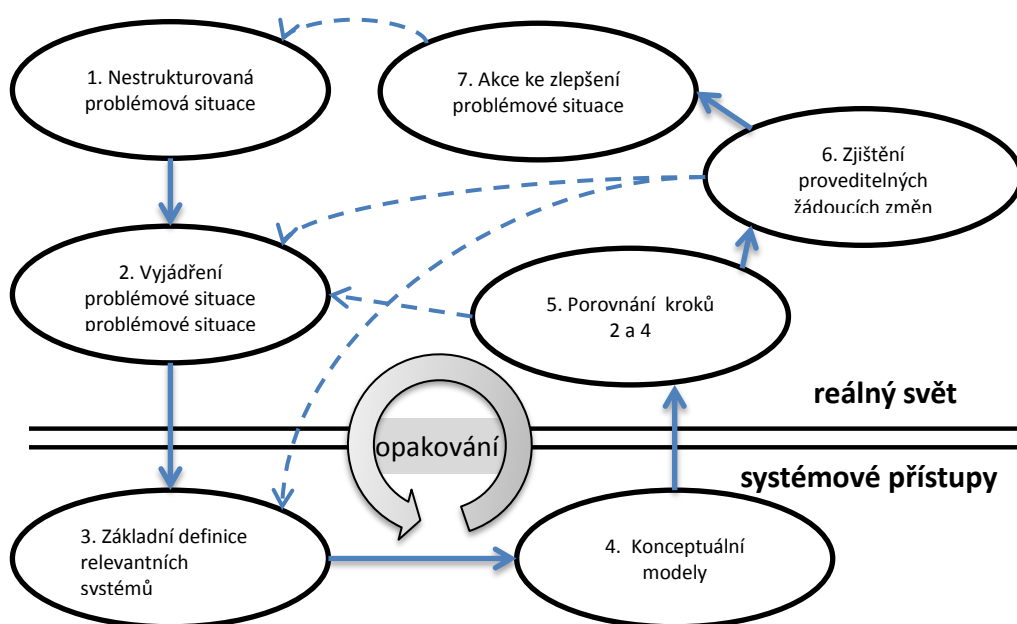 1. Nestrukturovaná
problémová situace
7. Akce ke zlepšení
problémové situace
6. Zjištění
proveditelných
žádoucích změn
2. Vyjádření
problémové situace
problémové situace
5. Porovnání kroků
2 a 4
reálný svět
opakování
systémové přístupy
3. Základní definice
relevantních
systémů
4. Konceptuální
modely